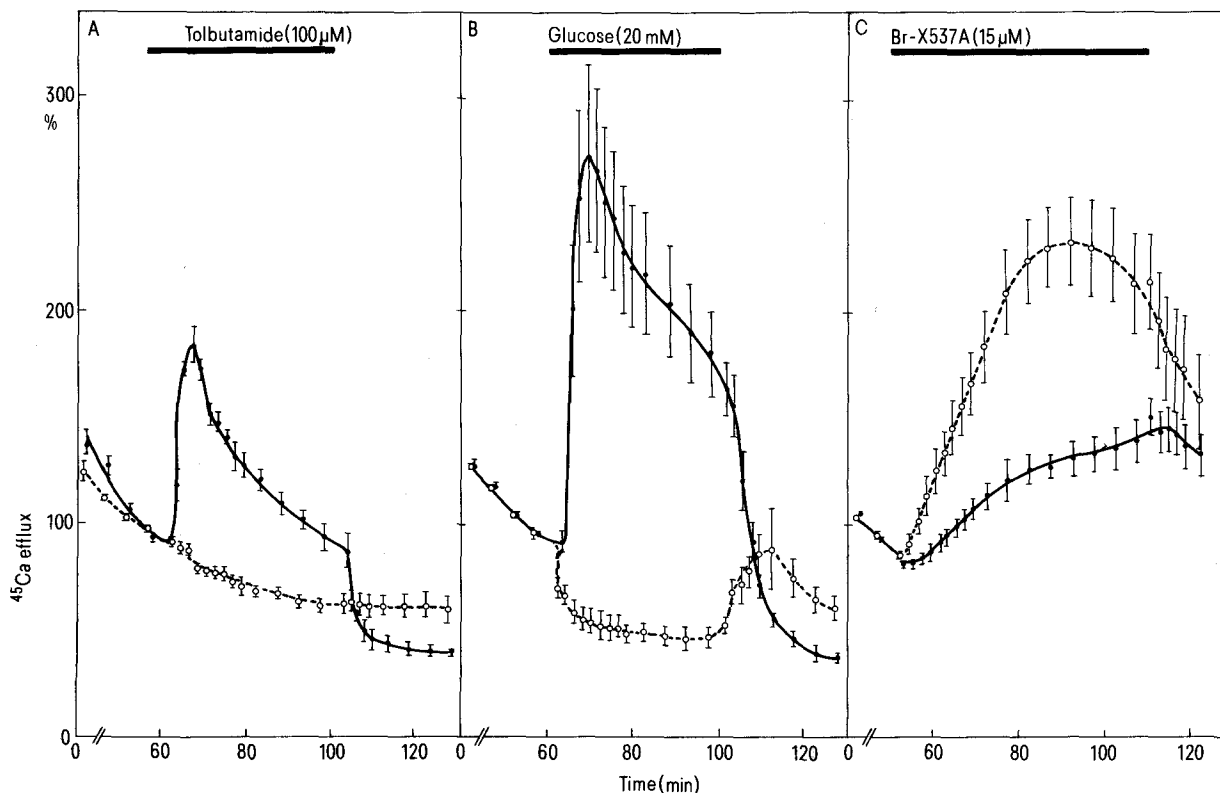 A
Tolbutamide (100 µM)
B
Glucose (20 mM)
C
Br-X537A (15 µM)
300
%
200
100
0
45Ca efflux
0 60 80 100 120 0 60 80 100 120 0 60 80 100 120
Time (min)